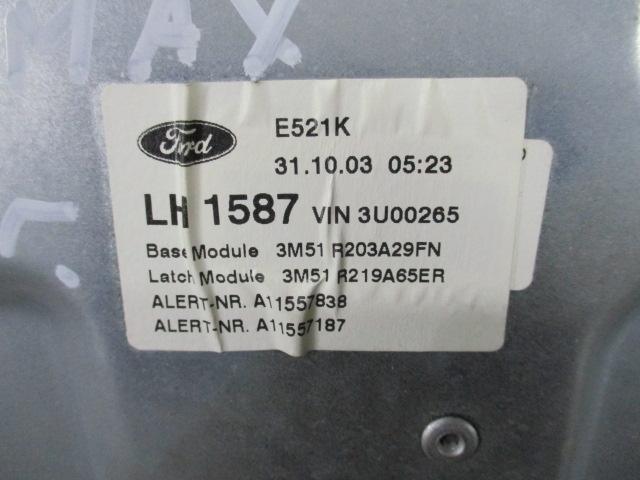 MAX
Ford
E521K
31.10.03 05:23
LH 1587 VIN 3U00265
Base Module 3M51 R203A29FN
Latch Module 3M51 R219A65ER
ALERT-NR. A11557838
ALERT-NR. A11557187